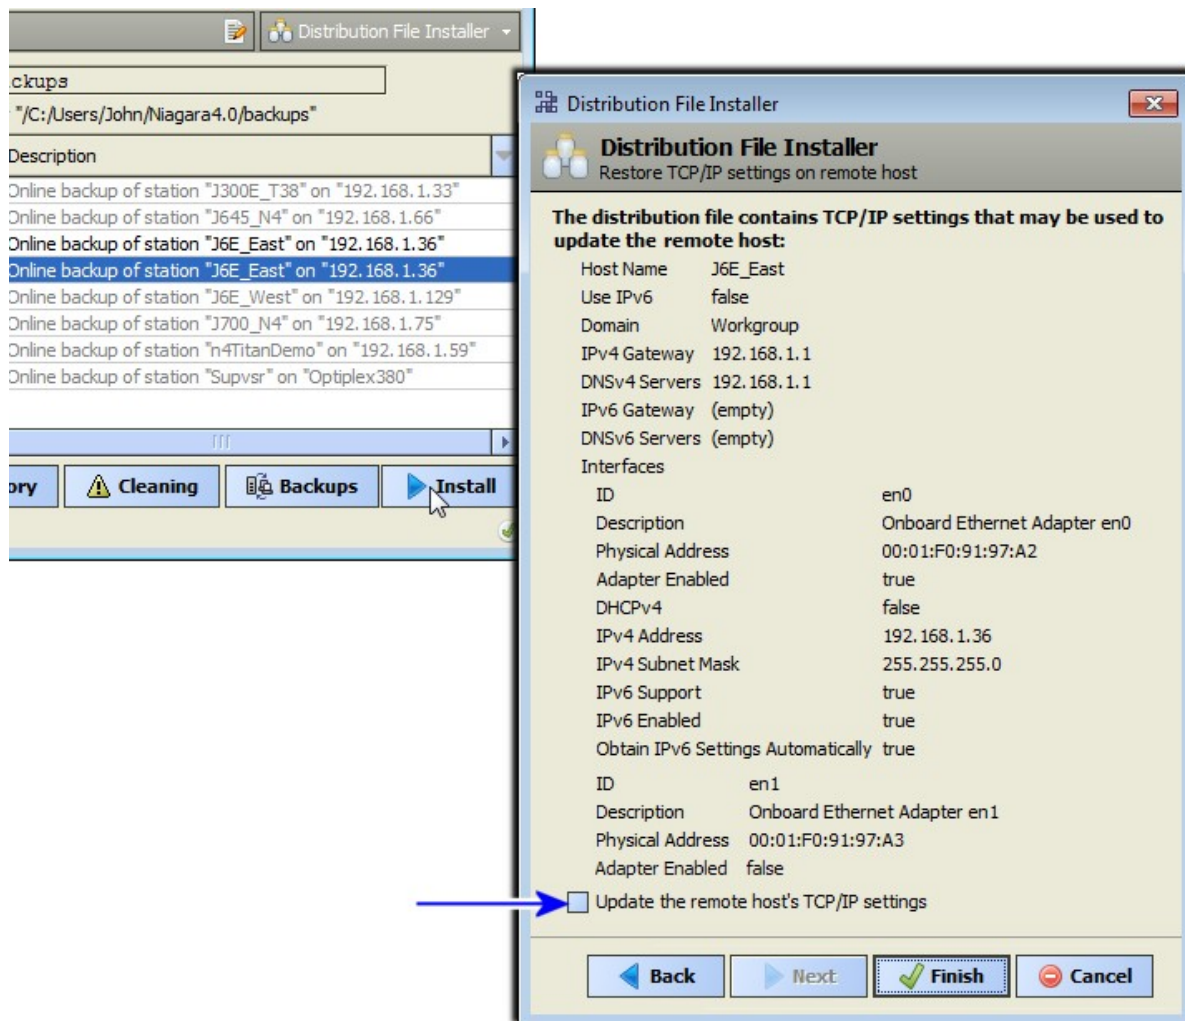 Distribution File Installer
ckups
"/C:/Users/John/Niagara4.0/backups"
Description
Online backup of station "J300E_T38" on "192.168.1.33"
Online backup of station "J645_N4" on "192.168.1.66"
Online backup of station "J6E_East" on "192.168.1.36"
Online backup of station "J6E_East" on "192.168.1.36"
Online backup of station "J6E_West" on "192.168.1.129"
Online backup of station "J700_N4" on "192.168.1.75"
Online backup of station "n4TitanDemo" on "192.168.1.59"
Online backup of station "Supvsr" on "Optiplex380"
ory Cleaning Backups Install
Distribution File Installer
Distribution File Installer
Restore TCP/IP settings on remote host
The distribution file contains TCP/IP settings that may be used to
update the remote host:
Host Name J6E_East
Use IPv6 false
Domain Workgroup
IPv4 Gateway 192.168.1.1
DNSv4 Servers 192.168.1.1
IPv6 Gateway (empty)
DNSv6 Servers (empty)
Interfaces
ID en0
Description Onboard Ethernet Adapter en0
Physical Address 00:01:F0:91:97:A2
Adapter Enabled true
DHCPv4 false
IPv4 Address 192.168.1.36
IPv4 Subnet Mask 255.255.255.0
IPv6 Support true
IPv6 Enabled true
Obtain IPv6 Settings Automatically true
ID en1
Description Onboard Ethernet Adapter en1
Physical Address 00:01:F0:91:97:A3
Adapter Enabled false
Update the remote host's TCP/IP settings
Back Next Finish Cancel